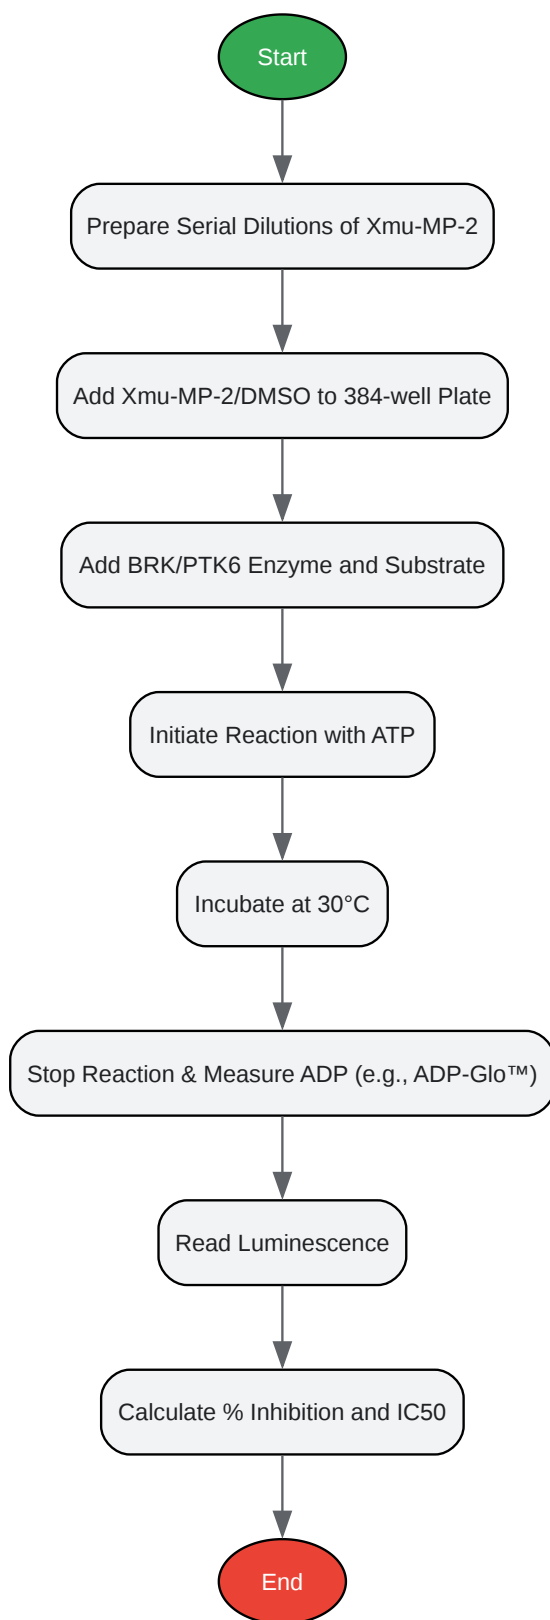 Start
Prepare Serial Dilutions of Xmu-MP-2
Add Xmu-MP-2/DMSO to 384-well Plate
Add BRK/PTK6 Enzyme and Substrate
Initiate Reaction with ATP
Incubate at 30°C
Stop Reaction & Measure ADP (e.g., ADP-Glo™)
Read Luminescence
Calculate % Inhibition and IC50
End